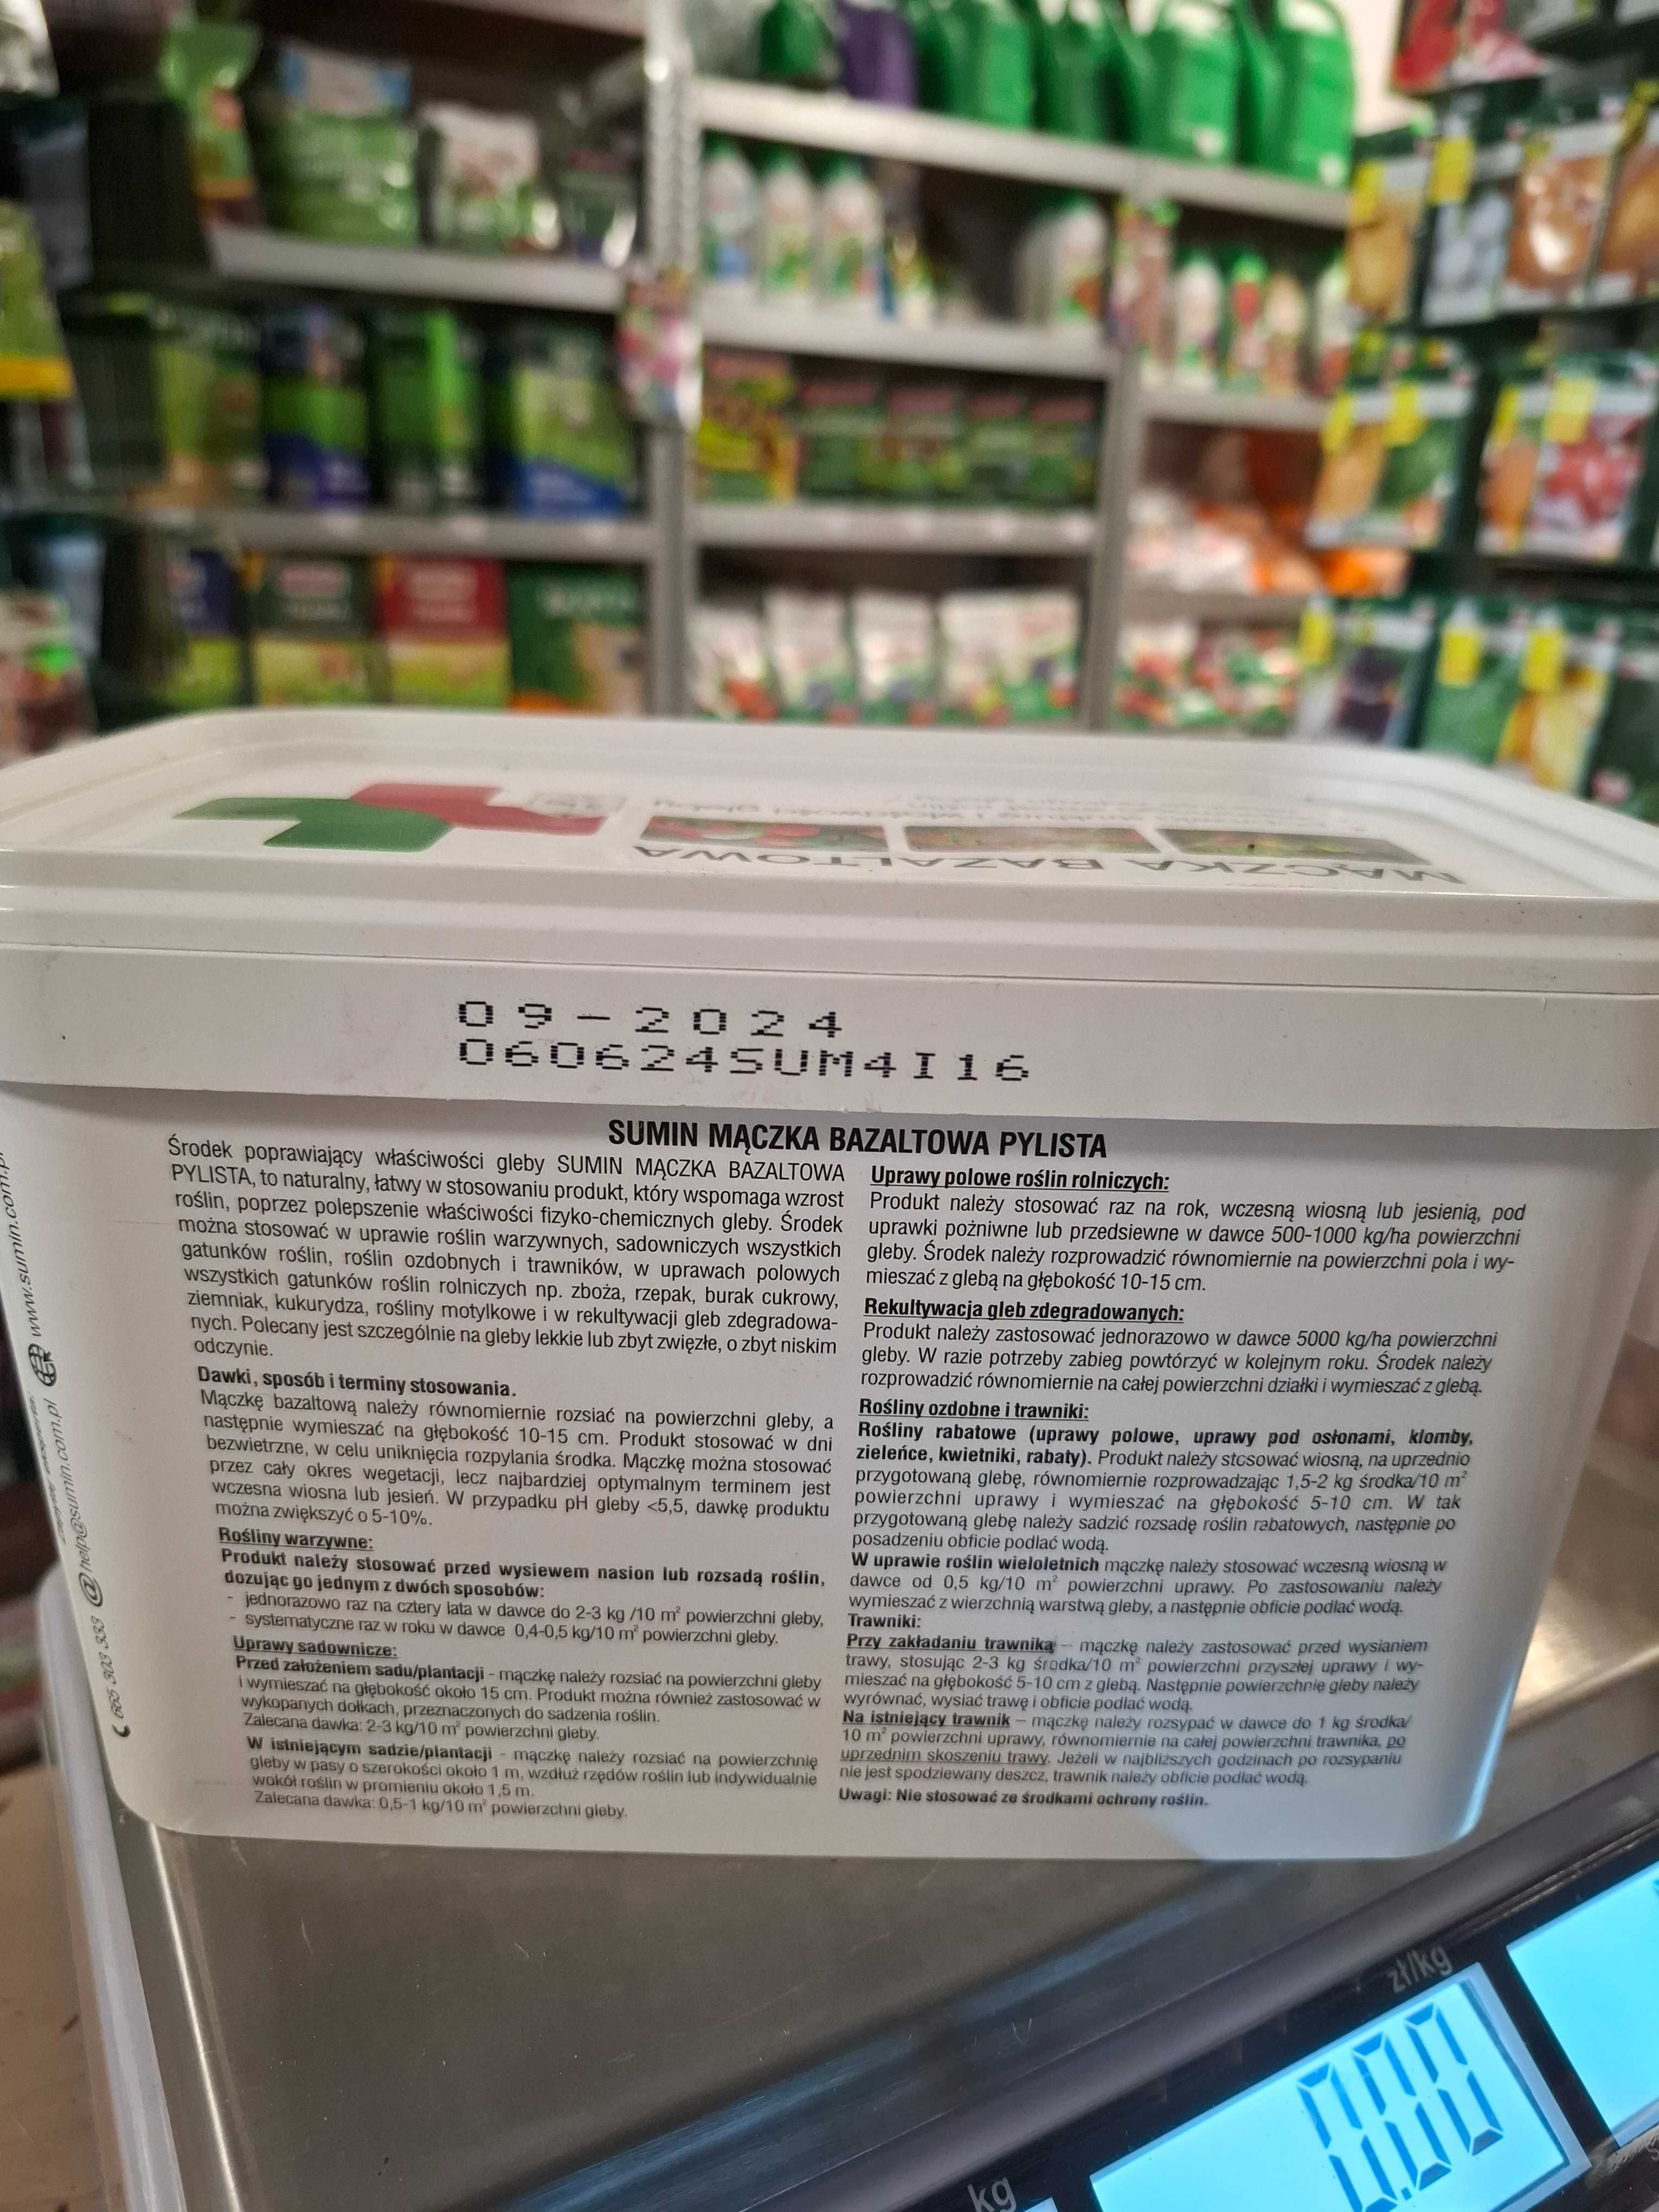 MĄCZKA BAZALTOWA
09-2024
060624SUM4I16
SUMIN MĄCZKA BAZALTOWA PYLISTA
Środek poprawiający właściwości gleby SUMIN MĄCZKA BAZALTOWA
PYLISTA, to naturalny, łatwy w stosowaniu produkt, który wspomaga wzrost
roślin, poprzez polepszenie właściwości fizyko-chemicznych gleby. Środek
można stosować w uprawie roślin warzywnych, sadowniczych wszystkich
gatunków roślin, roślin ozdobnych i trawników, w uprawach polowych
wszystkich gatunków roślin rolniczych np. zboża, rzepak, burak cukrowy,
ziemniak, kukurydza, rośliny motylkowe i w rekultywacji gleb zdegradowa-
nych. Polecany jest szczególnie na gleby lekkie lub zbyt zwięzłe, o zbyt niskim
odczynie.
Dawki, sposób i terminy stosowania.
Mączkę bazaltową należy równomiernie rozsiać na powierzchni gleby, a
następnie wymieszać na głębokość 10-15 cm. Produkt stosować w dni
bezwietrzne, w celu uniknięcia rozpylania środka. Mączkę można stosować
przez cały okres wegetacji, lecz najbardziej optymalnym terminem jest
wczesna wiosna lub jesień. W przypadku pH gleby <5,5, dawkę produktu
można zwiększyć o 5-10%.
Rośliny warzywne:
Produkt należy stosować przed wysiewem nasion lub rozsadą roślin,
dozując go jednym z dwóch sposobów:
- jednorazowo raz na cztery lata w dawce do 2-3 kg /10 m² powierzchni gleby,
- systematyczne raz w roku w dawce 0,4-0,5 kg/10 m² powierzchni gleby.
Uprawy sadownicze:
Przed założeniem sadu/plantacji - mączkę należy rozsiać na powierzchni gleby
i wymieszać na głębokość około 15 cm. Produkt można również zastosować w
wykopanych dołkach, przeznaczonych do sadzenia roślin.
Zalecana dawka: 2-3 kg/10 m² powierzchni gleby.
W istniejącym sadzie/plantacji - mączkę należy rozsiać na powierzchnię
gleby w pasy o szerokości około 1 m, wzdłuż rzędów roślin lub indywidualnie
wokół roślin w promieniu około 1,5 m.
Zalecana dawka: 0,5-1 kg/10 m² powierzchni gleby.
Uprawy polowe roślin rolniczych:
Produkt należy stosować raz na rok, wczesną wiosną lub jesienią, pod
uprawki pożniwne lub przedsiewne w dawce 500-1000 kg/ha powierzchni
gleby. Środek należy rozprowadzić równomiernie na powierzchni pola i wy-
mieszać z glebą na głębokość 10-15 cm.
Rekultywacja gleb zdegradowanych:
Produkt należy zastosować jednorazowo w dawce 5000 kg/ha powierzchni
gleby. W razie potrzeby zabieg powtórzyć w kolejnym roku. Środek należy
rozprowadzić równomiernie na całej powierzchni działki i wymieszać z glebą.
Rośliny ozdobne i trawniki:
Rośliny rabatowe (uprawy polowe, uprawy pod osłonami, klomby,
zieleńce, kwietniki, rabaty). Produkt należy stosować wiosną, na uprzednio
przygotowaną glebę, równomiernie rozprowadzając 1,5-2 kg środka/10 m²
powierzchni uprawy i wymieszać na głębokość 5-10 cm. W tak
przygotowaną glebę należy sadzić rozsadę roślin rabatowych, następnie po
posadzeniu obficie podlać wodą.
W uprawie roślin wieloletnich mączkę należy stosować wczesną wiosną w
dawce od 0,5 kg/10 m² powierzchni uprawy. Po zastosowaniu należy
wymieszać z wierzchnią warstwą gleby, a następnie obficie podlać wodą.
Trawniki:
Przy zakładaniu trawnika – mączkę należy zastosować przed wysianiem
trawy, stosując 2-3 kg środka/10 m² powierzchni przyszłej uprawy i wy-
mieszać na głębokość 5-10 cm z glebą. Następnie powierzchnię gleby należy
wyrównać, wysiać trawę i obficie podlać wodą.
Na istniejący trawnik – mączkę należy rozsypać w dawce do 1 kg środka/
10 m² powierzchni uprawy, równomiernie na całej powierzchni trawnika, po
uprzednim skoszeniu trawy. Jeżeli w najbliższych godzinach po rozsypaniu
nie jest spodziewany deszcz, trawnik należy obficie podlać wodą.
Uwagi: Nie stosować ze środkami ochrony roślin.
665 303 333 @ help@sumin.com.pl www.sumin.com.pl
zł/kg
0.00
kg